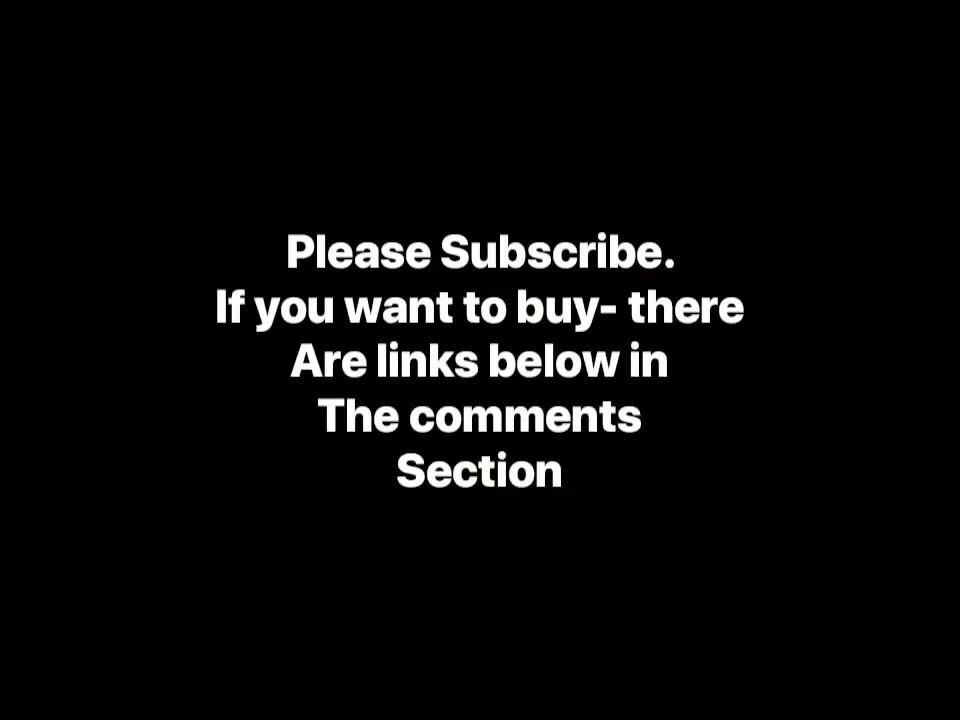 Please Subscribe.
If you want to buy- there
Are links below in
The comments
Section